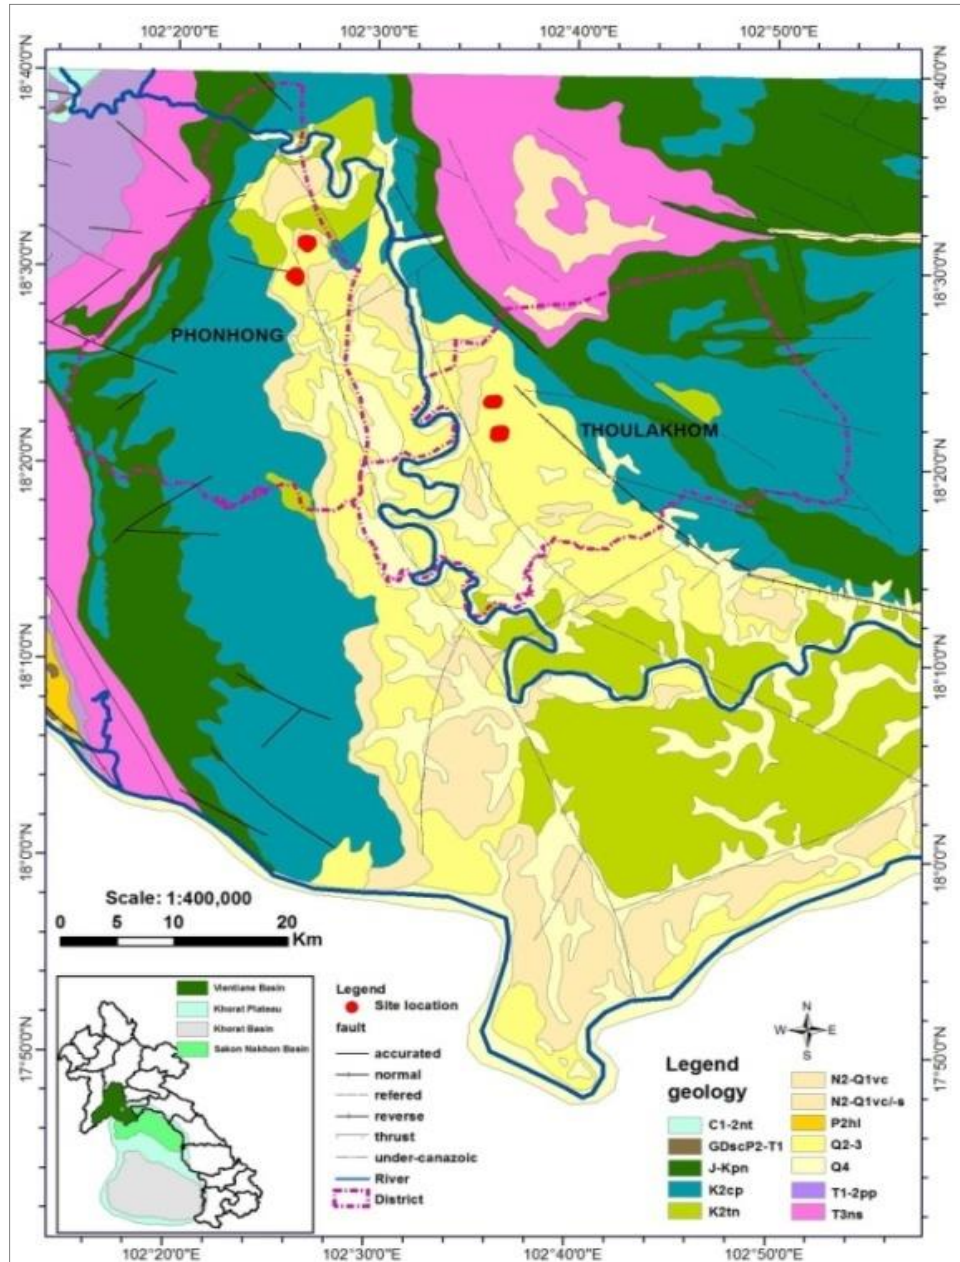 102°20'0"E 102°30'0"E 102°40'0"E 102°50'0"E
18°40'0"N 18°40'0"N
18°30'0"N 18°30'0"N
PHONHONG
THOULAKHOM
18°20'0"N 18°20'0"N
18°10'0"N 18°10'0"N
18°0'0"N 18°0'0"N
Scale: 1:400,000
0 5 10 20
Km
Vientiane Basin
Khorat Plateau
Khorat Basin
Sakon Nakhon Basin
Legend
Site location
fault
accurated
normal
refered
reverse
thrust
under-canazoic
River
District
N
W E
S
17°50'0"N 17°50'0"N
Legend
geology
C1-2nt
GDscP2-T1
J-Kpn
K2cp
K2tn
N2-Q1vc
N2-Q1vc/-s
P2hl
Q2-3
Q4
T1-2pp
T3ns
102°20'0"E 102°30'0"E 102°40'0"E 102°50'0"E